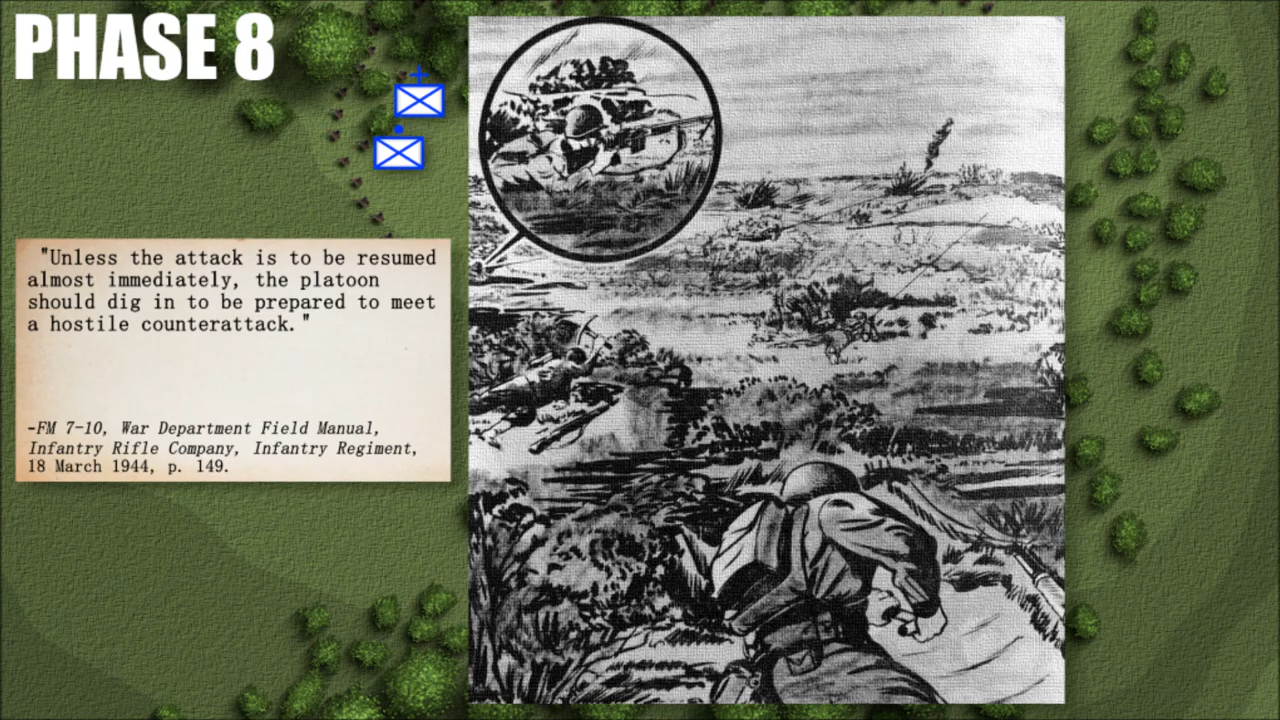 PHASE 8
"Unless the attack is to be resumed
almost immediately, the platoon
should dig in to be prepared to meet
a hostile counterattack."
-FM 7-10, War Department Field Manual,
Infantry Rifle Company, Infantry Regiment,
18 March 1944, p. 149.